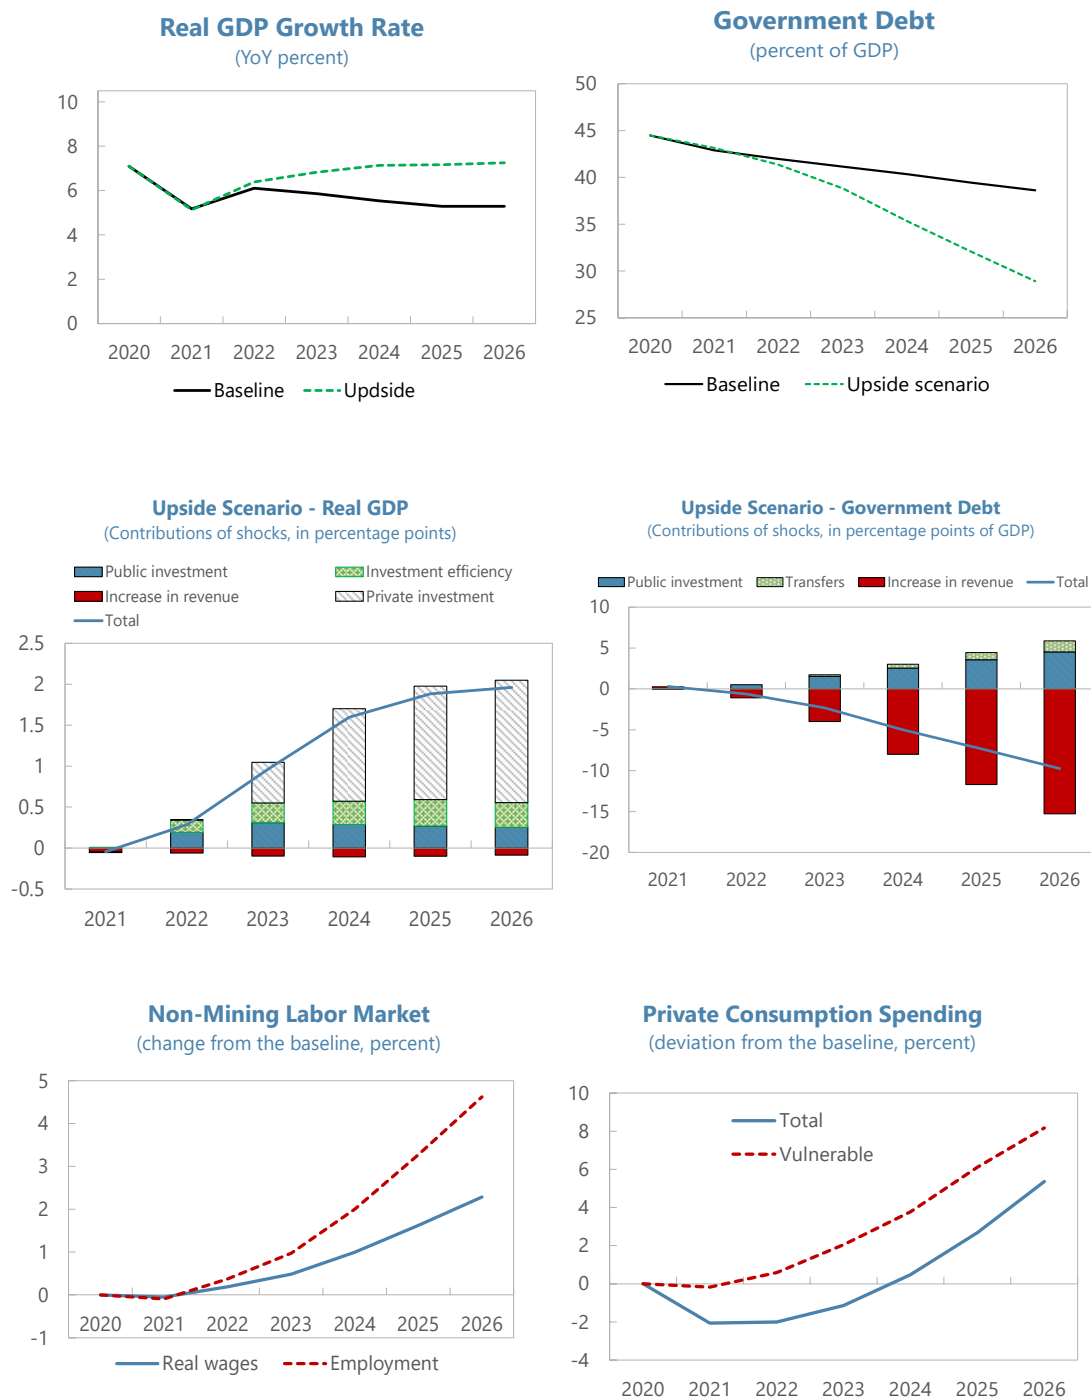 Real GDP Growth Rate
(YoY percent)
10
8
6
4
2
0
2020 2021 2022 2023 2024 2025 2026
Baseline Updside
Government Debt
(percent of GDP)
50
45
40
35
30
25
2020 2021 2022 2023 2024 2025 2026
Baseline Upside scenario
Upside Scenario - Real GDP
(Contributions of shocks, in percentage points)
Public investment Investment efficiency
Increase in revenue Private investment
Total
2.5
2
1.5
1
0.5
0
-0.5
2021 2022 2023 2024 2025 2026
Upside Scenario - Government Debt
(Contributions of shocks, in percentage points of GDP)
Public investment Transfers Increase in revenue Total
10
5
0
-5
-10
-15
-20
2021 2022 2023 2024 2025 2026
Non-Mining Labor Market
(change from the baseline, percent)
5
4
3
2
1
0
-1
2020 2021 2022 2023 2024 2025 2026
Real wages Employment
Private Consumption Spending
(deviation from the baseline, percent)
Total
Vulnerable
10
8
6
4
2
0
-2
-4
2020 2021 2022 2023 2024 2025 2026